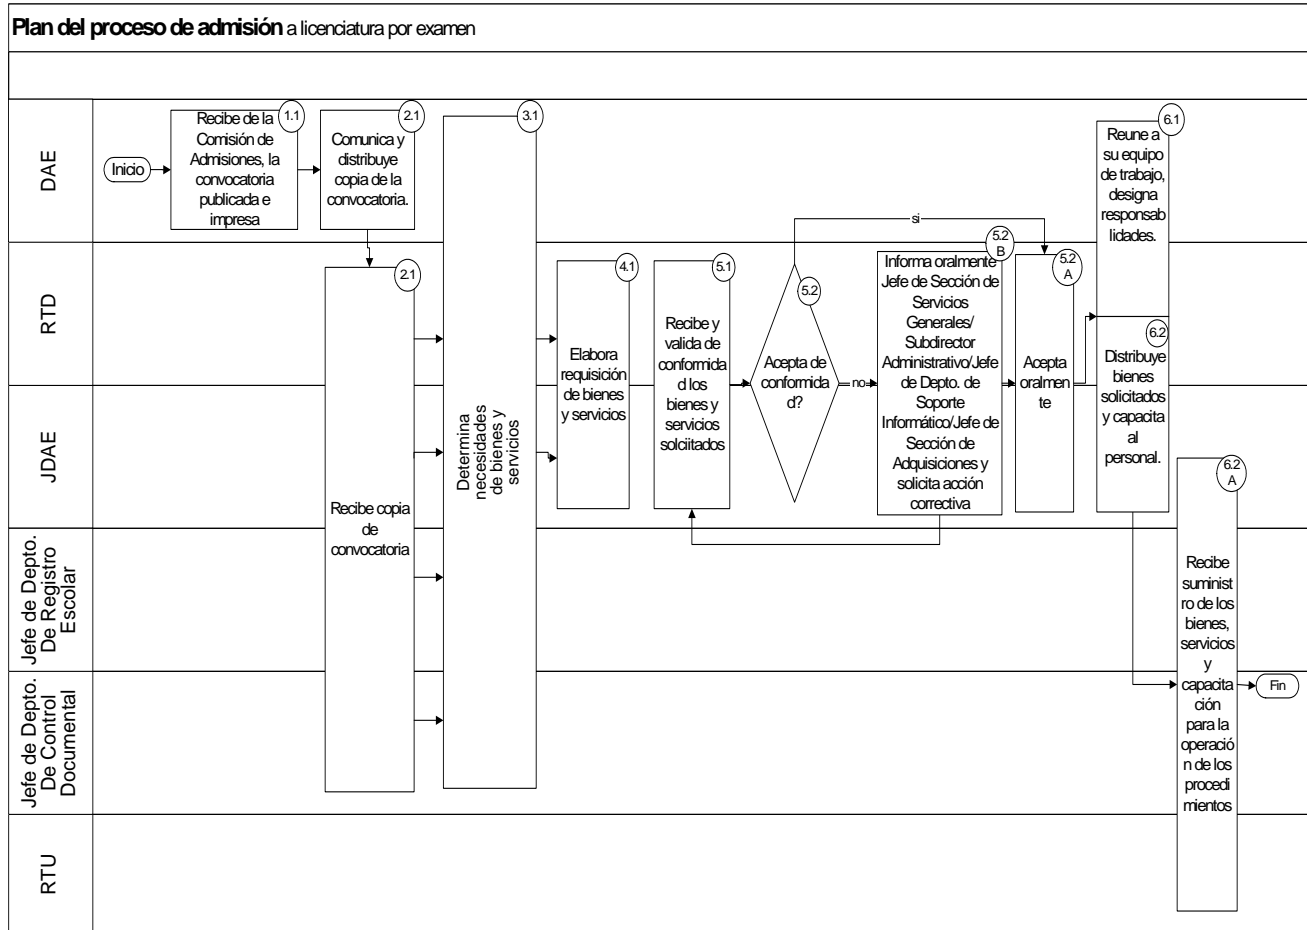 Plan del proceso de admisión a licenciatura por examen
DAE
Inicio
1.1
Recibe de la
Comisión de
Admisiones, la
convocatoria
publicada e
impresa
2.1
Comunica y
distribuye
copia de la
convocatoria.
3.1
Determina
necesidades
de bienes y
servicios
6.1
Reune a
su equipo
de trabajo,
designa
responsab
lidades.
si
RTD
2.1
Recibe copia
de
convocatoria
4.1
Elabora
requisición
de bienes
y servicios
5.1
Recibe y
valida de
conformida
d los
bienes y
servicios
solciitados
5.2
Acepta de
conformida
d?
no
5.2
B
Informa oralmente
Jefe de Sección de
Servicios
Generales/
Subdirector
Administrativo/Jefe
de Depto. de
Soporte
Informático/Jefe de
Sección de
Adquisiciones y
solicita acción
correctiva
5.2
A
Acepta
oralmente
6.2
Distribuye
bienes
solicitados
y capacita
al
personal.
JDAE
6.2
A
Recibe
suminist
ro de los
bienes,
servicios
y
capacita
ción
para la
operació
n de los
procedi
mientos
Fin
Jefe de Depto.
De Registro
Escolar
Jefe de Depto.
De Control
Documental
RTU